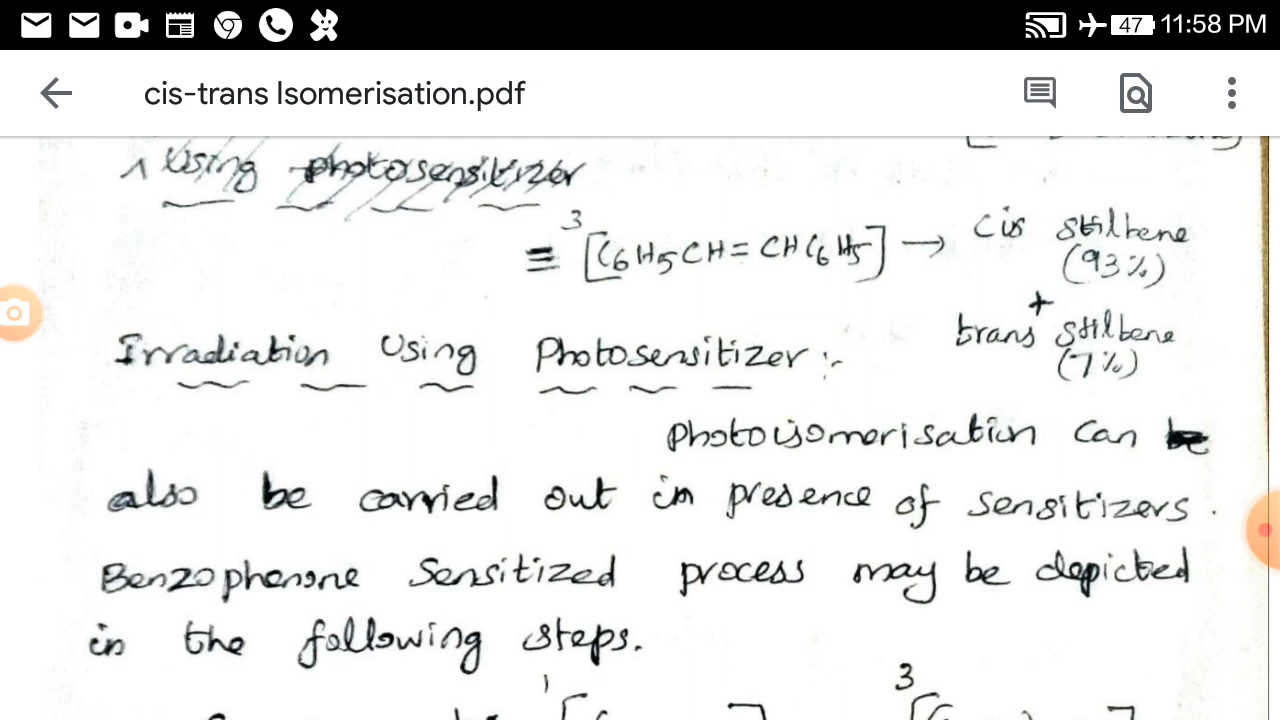 47 11:58 PM
cis-trans Isomerisation.pdf
Using photosensitizer
≡ ³[C6H5CH=CHC6H5] → cis stilbene
(93%)
+
trans stilbene
(7%)
Irradiation Using Photosensitizer :-
Photoisomerisation can be
also be carried out in presence of sensitizers.
Benzophenone Sensitized process may be depicted
in the following steps.
1 3